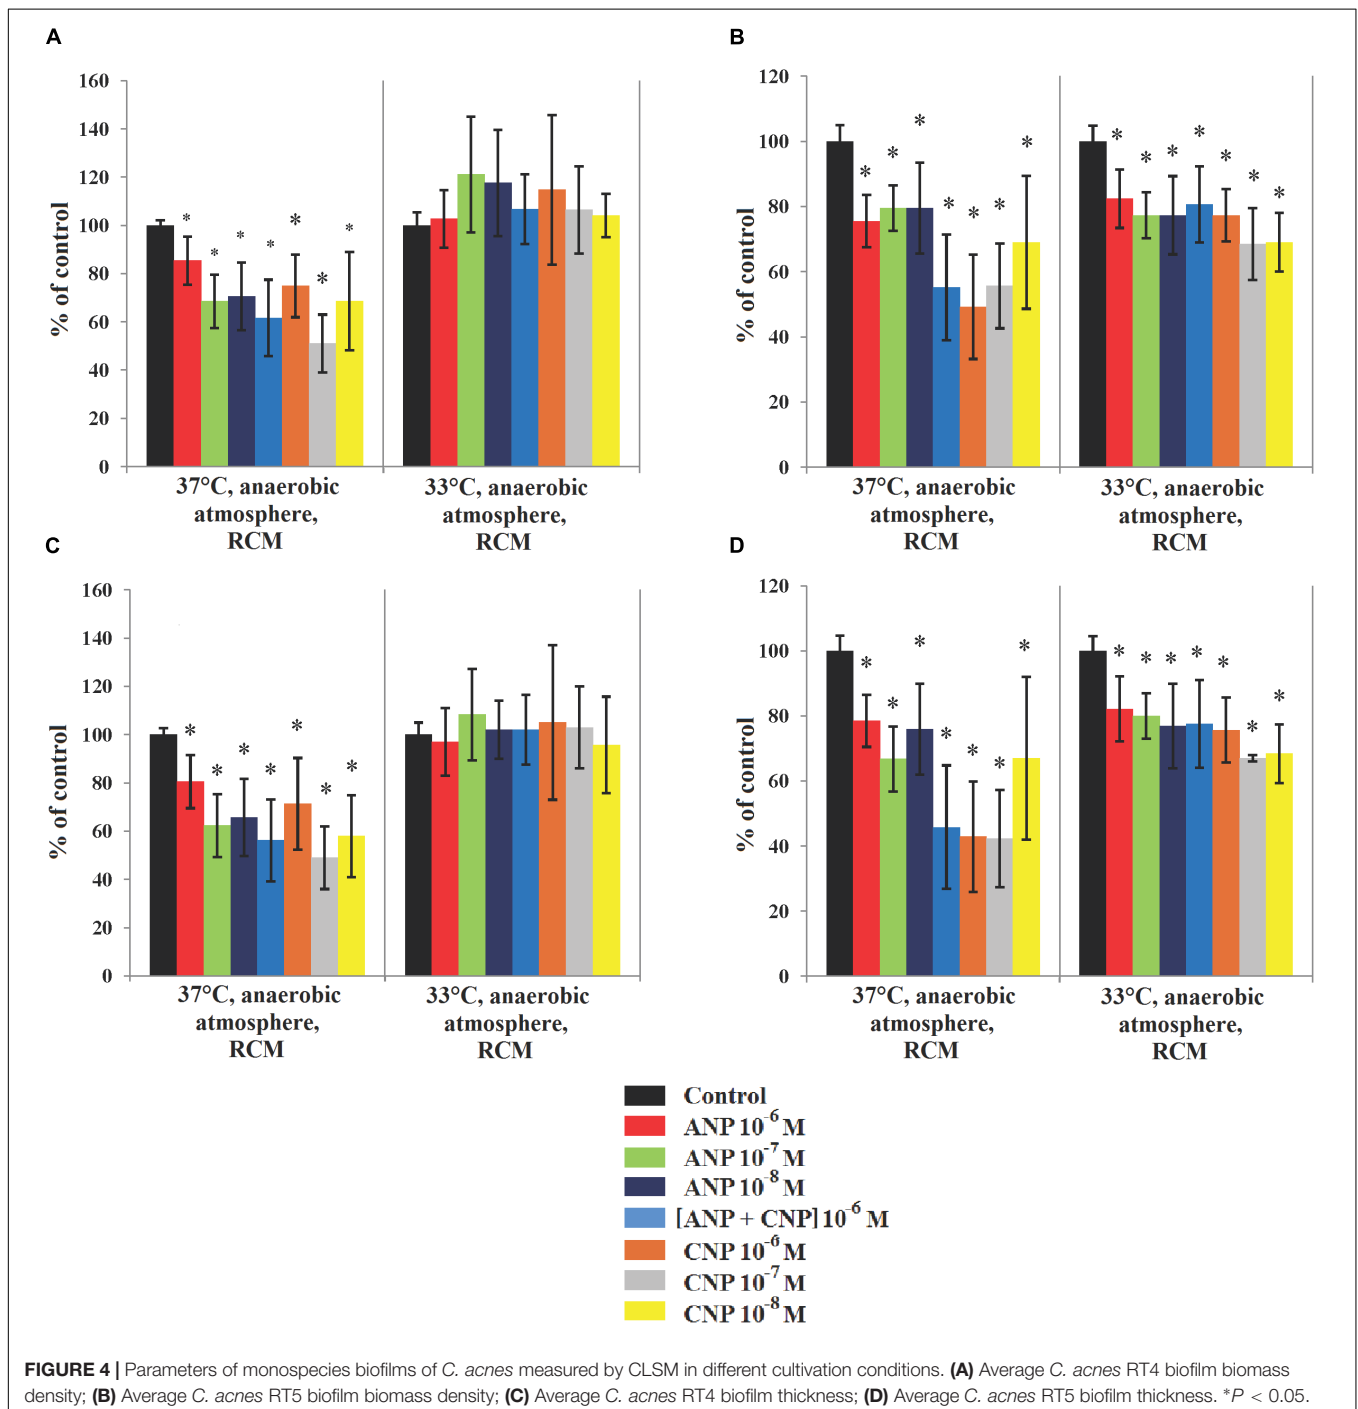 A
160
140
120
100
80
60
40
20
0
% of control
* * * * * * *
37°C, anaerobic
atmosphere,
RCM
33°C, anaerobic
atmosphere,
RCM
B
120
100
80
60
40
20
0
% of control
* * * * * * *
* * * * * * *
37°C, anaerobic
atmosphere,
RCM
33°C, anaerobic
atmosphere,
RCM
C
160
140
120
100
80
60
40
20
0
% of control
* * * * * * *
37°C, anaerobic
atmosphere,
RCM
33°C, anaerobic
atmosphere,
RCM
D
120
100
80
60
40
20
0
% of control
* * * * * * *
* * * * * * *
37°C, anaerobic
atmosphere,
RCM
33°C, anaerobic
atmosphere,
RCM
Control
ANP 10⁻⁶ M
ANP 10⁻⁷ M
ANP 10⁻⁸ M
[ANP + CNP] 10⁻⁶ M
CNP 10⁻⁶ M
CNP 10⁻⁷ M
CNP 10⁻⁸ M
FIGURE 4 | Parameters of monospecies biofilms of C. acnes measured by CLSM in different cultivation conditions. (A) Average C. acnes RT4 biofilm biomass
density; (B) Average C. acnes RT5 biofilm biomass density; (C) Average C. acnes RT4 biofilm thickness; (D) Average C. acnes RT5 biofilm thickness. *P < 0.05.